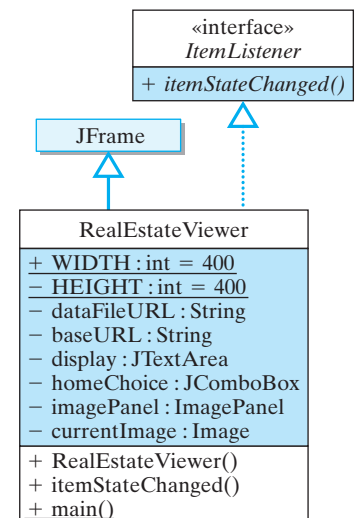 «interface»
ItemListener
+ itemStateChanged()
JFrame
RealEstateViewer
+ WIDTH : int = 400
− HEIGHT : int = 400
− dataFileURL : String
− baseURL : String
− display : JTextArea
− homeChoice : JComboBox
− imagePanel : ImagePanel
− currentImage : Image
+ RealEstateViewer()
+ itemStateChanged()
+ main()